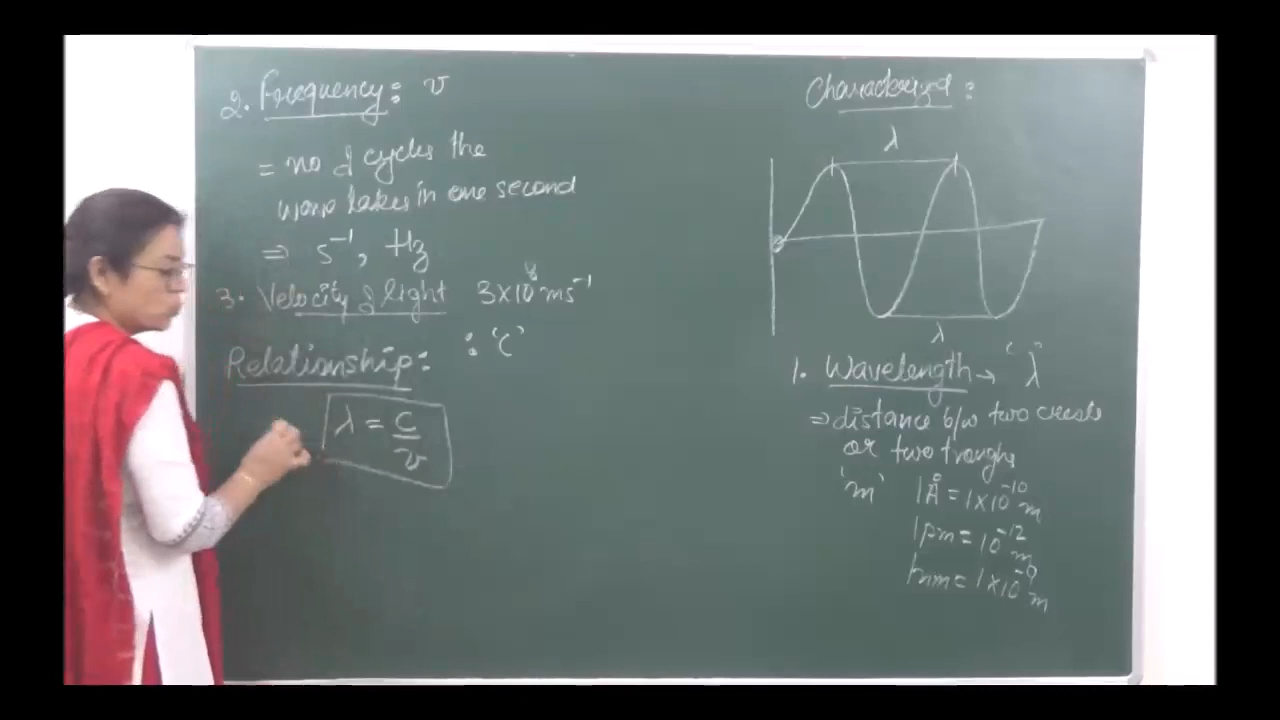 2. Frequency: ν
= no of cycles the
wave takes in one second
⇒ s⁻¹, Hz
3. Velocity of light 3×10⁸ ms⁻¹
: 'C'
Relationship:
λ = c/ν
Characterized:
λ
λ
1. Wavelength → 'λ'
⇒ distance b/w two crests
or two troughs
'm' 1Å = 1×10⁻¹⁰ m
1pm = 10⁻¹² m
1nm = 1×10⁻⁹ m